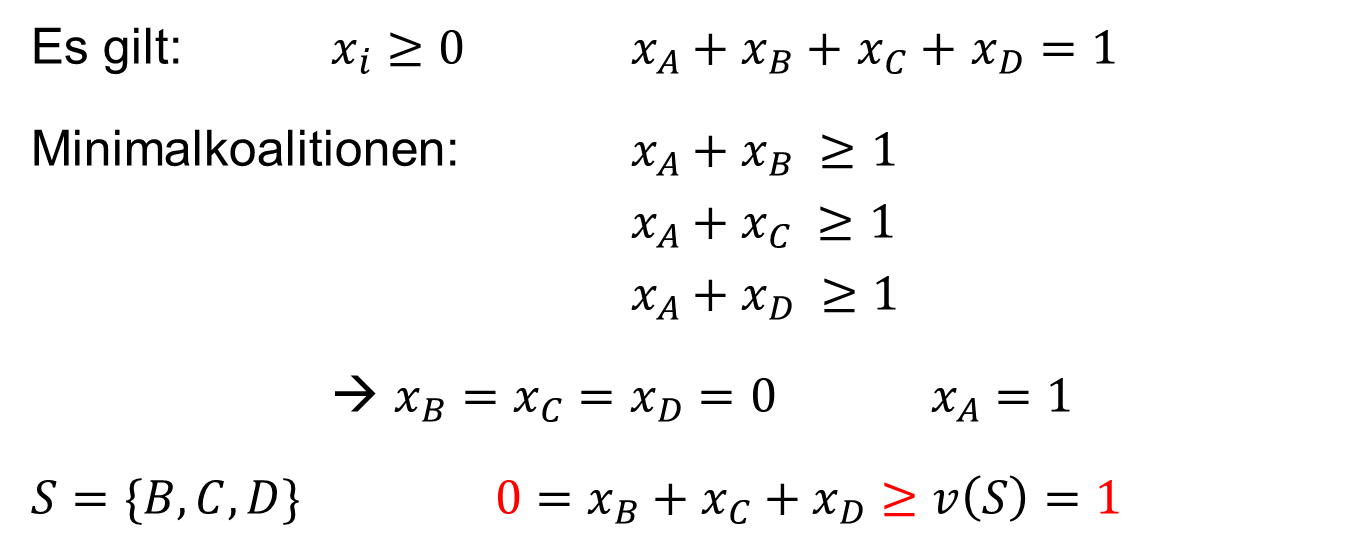 Es gilt: xᵢ ≥ 0 x_A + x_B + x_C + x_D = 1
Minimalkoalitionen: x_A + x_B ≥ 1
x_A + x_C ≥ 1
x_A + x_D ≥ 1
→ x_B = x_C = x_D = 0 x_A = 1
S = {B, C, D} 0 = x_B + x_C + x_D ≥ v(S) = 1